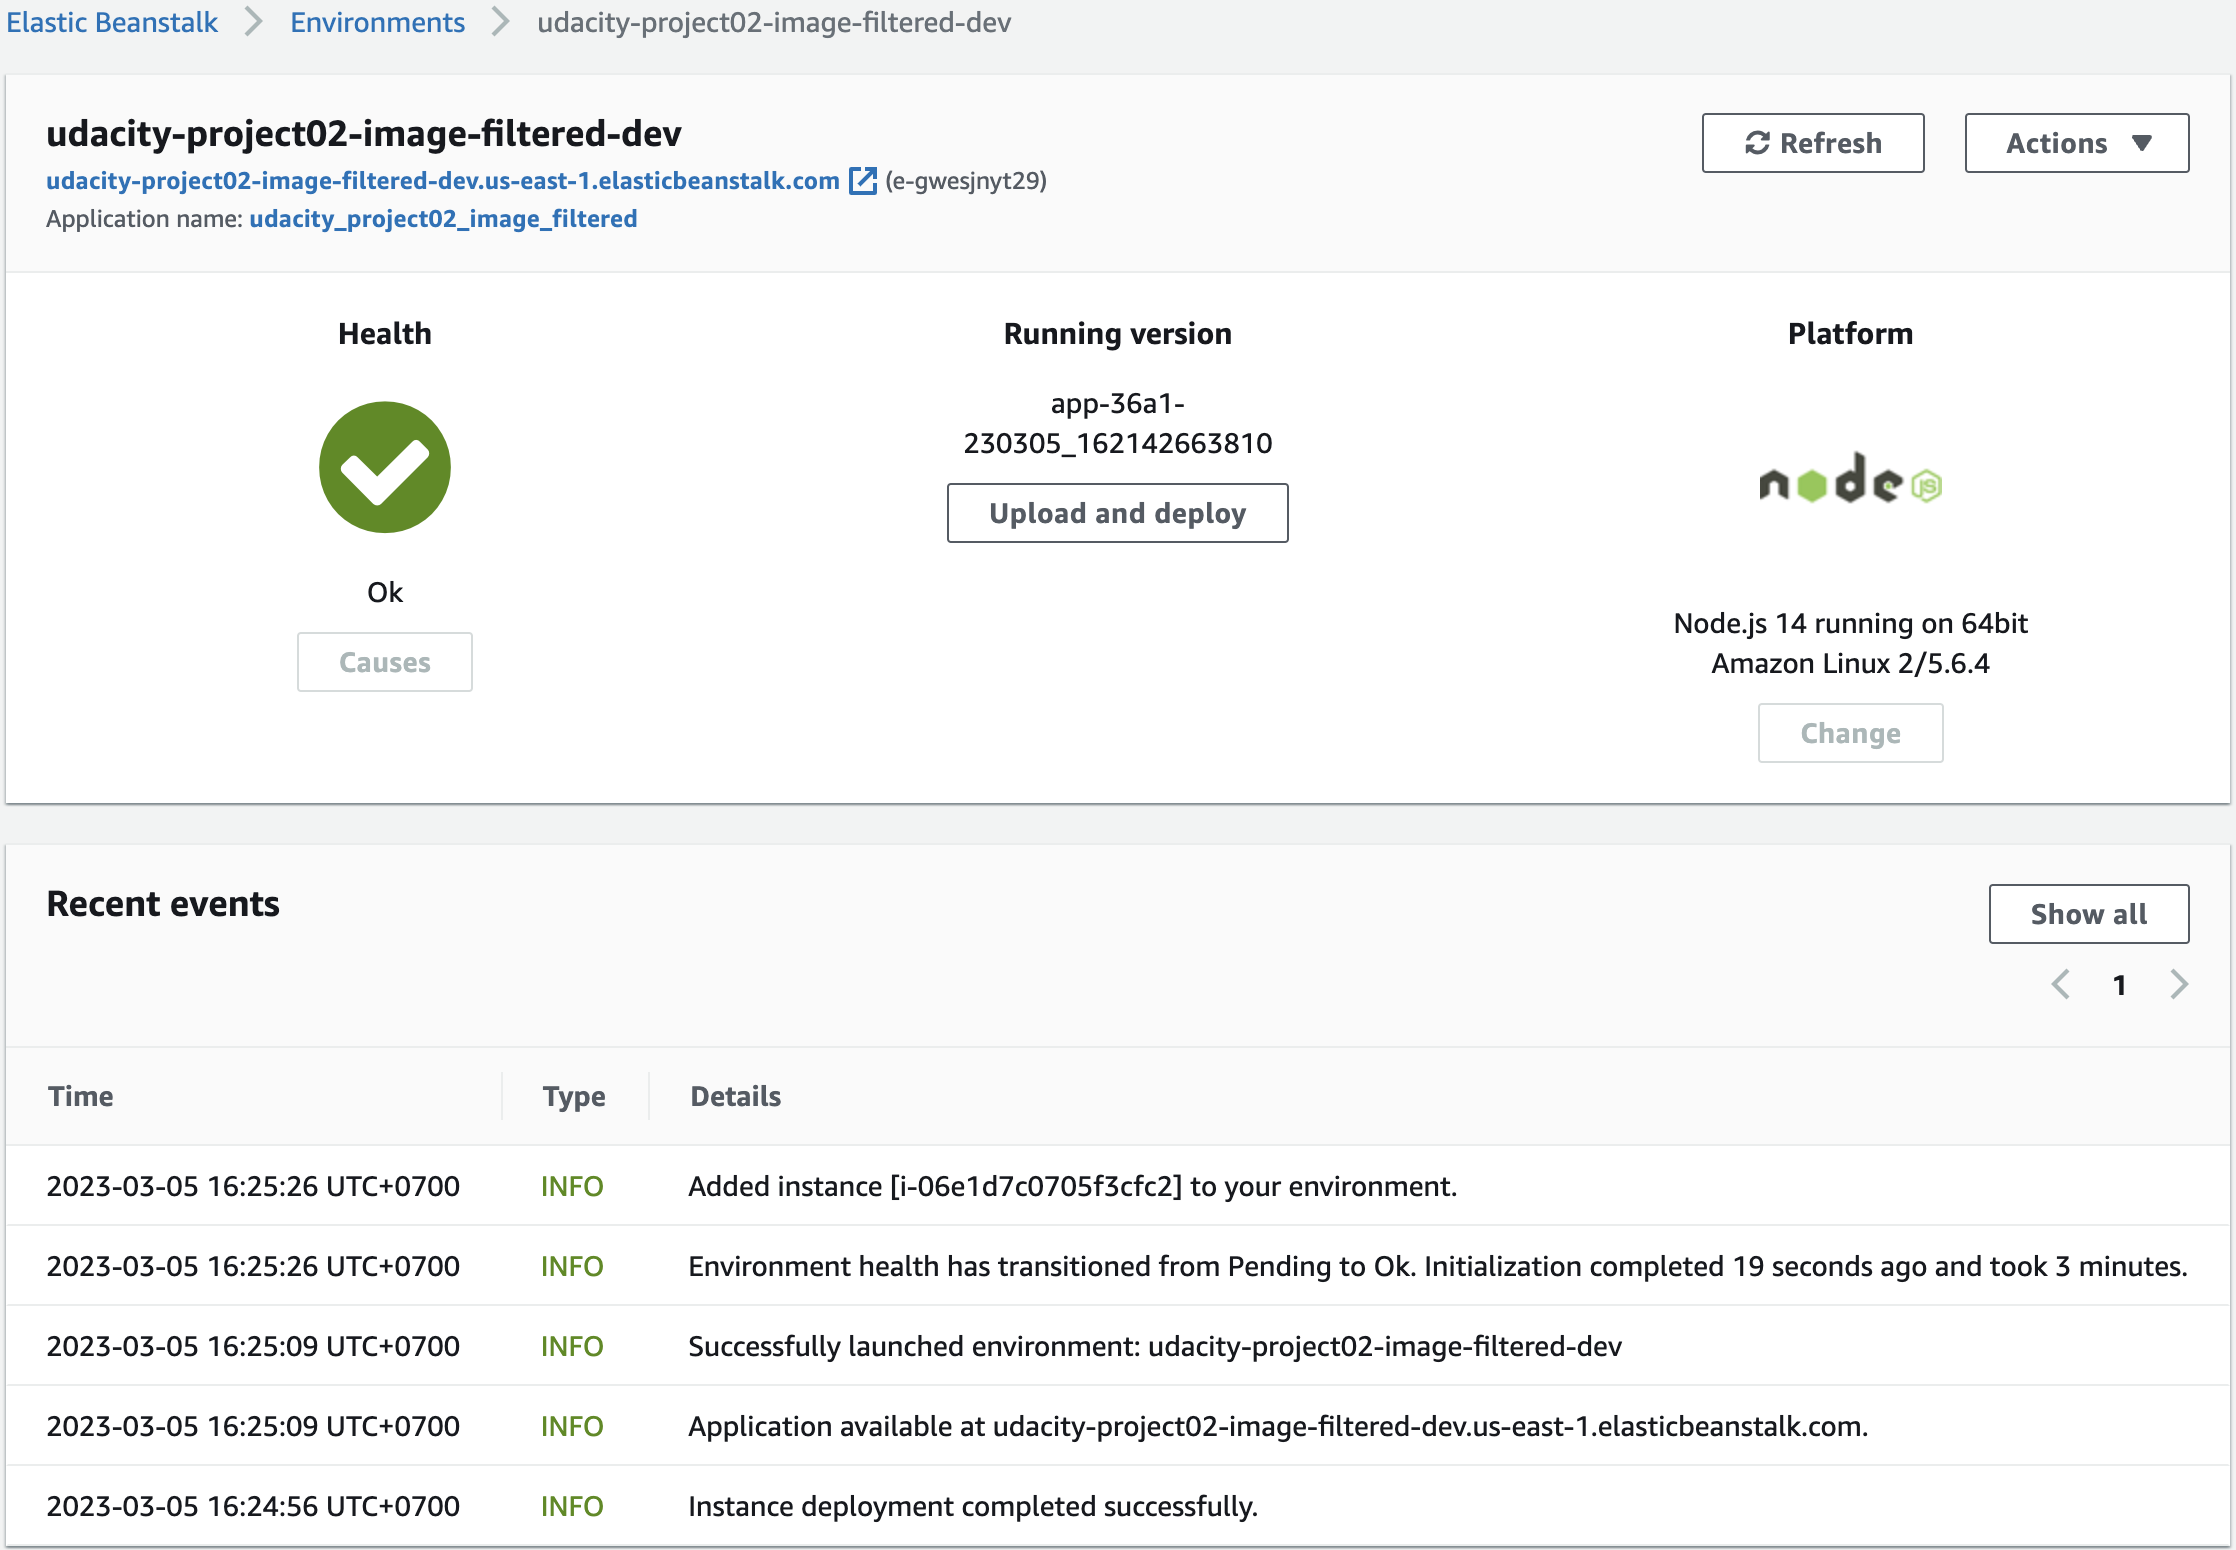 Elastic Beanstalk > Environments > udacity-project02-image-filtered-dev
udacity-project02-image-filtered-dev
Refresh
Actions
udacity-project02-image-filtered-dev.us-east-1.elasticbeanstalk.com (e-gwesjnyt29)
Application name: udacity_project02_image_filtered
Health
Ok
Causes
Running version
app-36a1-
230305_162142663810
Upload and deploy
Platform
node JS
Node.js 14 running on 64bit
Amazon Linux 2/5.6.4
Change
Recent events
Show all
1
Time Type Details
2023-03-05 16:25:26 UTC+0700 INFO Added instance [i-06e1d7c0705f3cfc2] to your environment.
2023-03-05 16:25:26 UTC+0700 INFO Environment health has transitioned from Pending to Ok. Initialization completed 19 seconds ago and took 3 minutes.
2023-03-05 16:25:09 UTC+0700 INFO Successfully launched environment: udacity-project02-image-filtered-dev
2023-03-05 16:25:09 UTC+0700 INFO Application available at udacity-project02-image-filtered-dev.us-east-1.elasticbeanstalk.com.
2023-03-05 16:24:56 UTC+0700 INFO Instance deployment completed successfully.